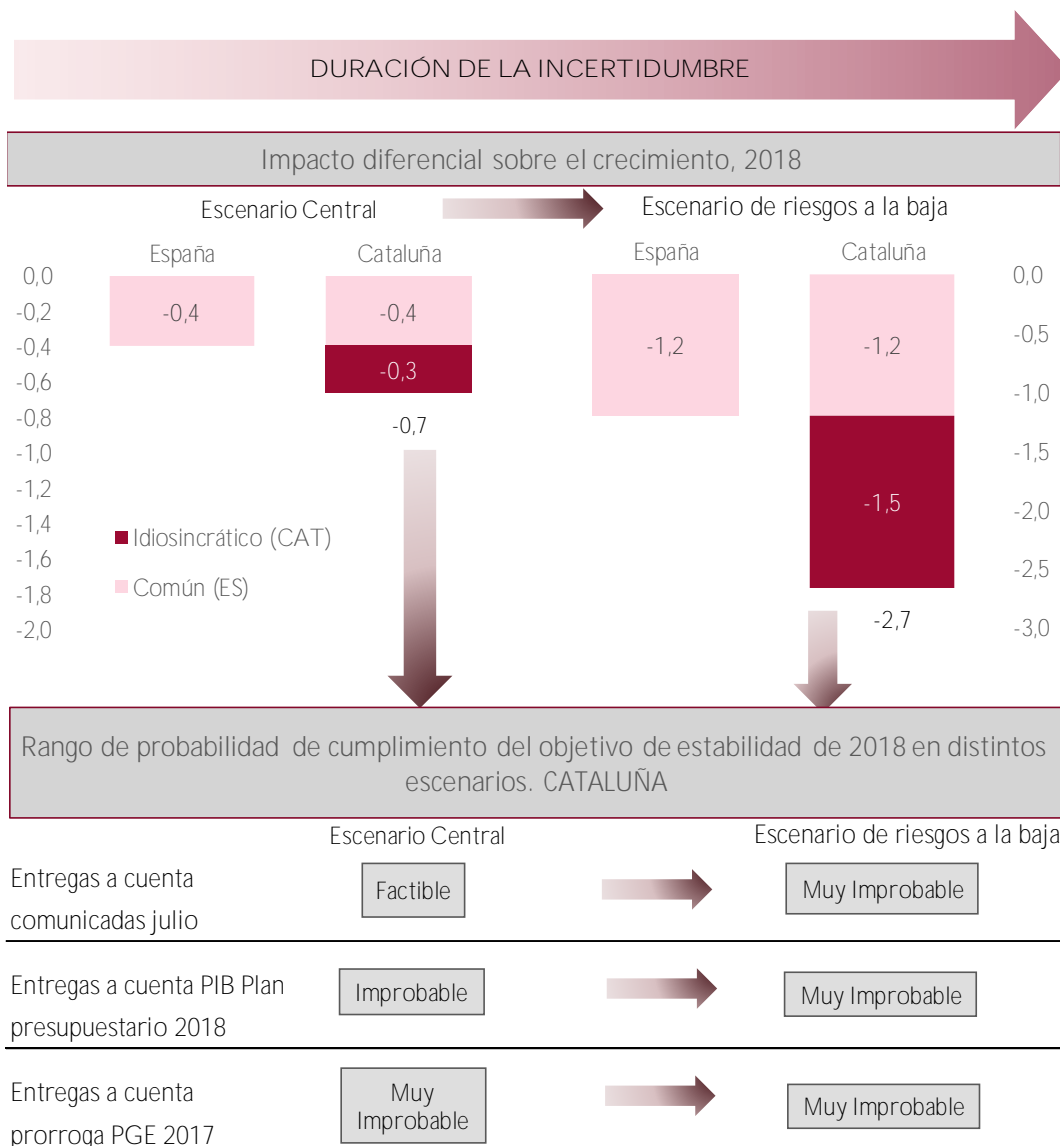 DURACIÓN DE LA INCERTIDUMBRE
Impacto diferencial sobre el crecimiento, 2018
Escenario Central
Escenario de riesgos a la baja
España
Cataluña
España
Cataluña
0,0
-0,2
-0,4
-0,6
-0,8
-1,0
-1,2
-1,4
-1,6
-1,8
-2,0
-0,4
-0,4
-0,3
-0,7
Idiosincrático (CAT)
Común (ES)
-1,2
-1,2
-1,5
-2,7
0,0
-0,5
-1,0
-1,5
-2,0
-2,5
-3,0
Rango de probabilidad de cumplimiento del objetivo de estabilidad de 2018 en distintos
escenarios. CATALUÑA
Escenario Central
Escenario de riesgos a la baja
Entregas a cuenta
comunicadas julio
Factible
Muy Improbable
Entregas a cuenta PIB Plan
presupuestario 2018
Improbable
Muy Improbable
Entregas a cuenta
prorroga PGE 2017
Muy
Improbable
Muy Improbable